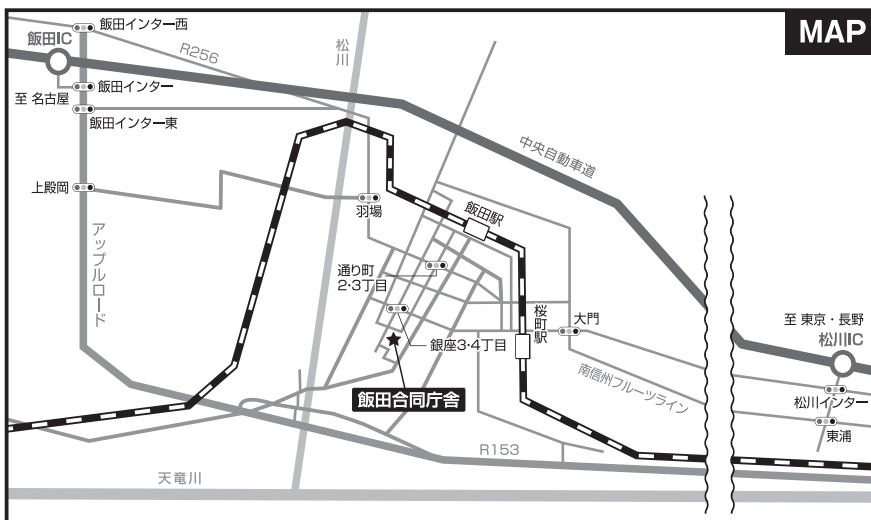 MAP
飯田インター西
飯田IC
R256
松川
飯田インター
至 名古屋
飯田インター東
中央自動車道
上殿岡
羽場
飯田駅
アップルロード
通り町
2・3丁目
桜町駅
大門
至 東京・長野
松川IC
銀座3・4丁目
南信州フルーツライン
飯田合同庁舎
松川インター
東浦
R153
天竜川